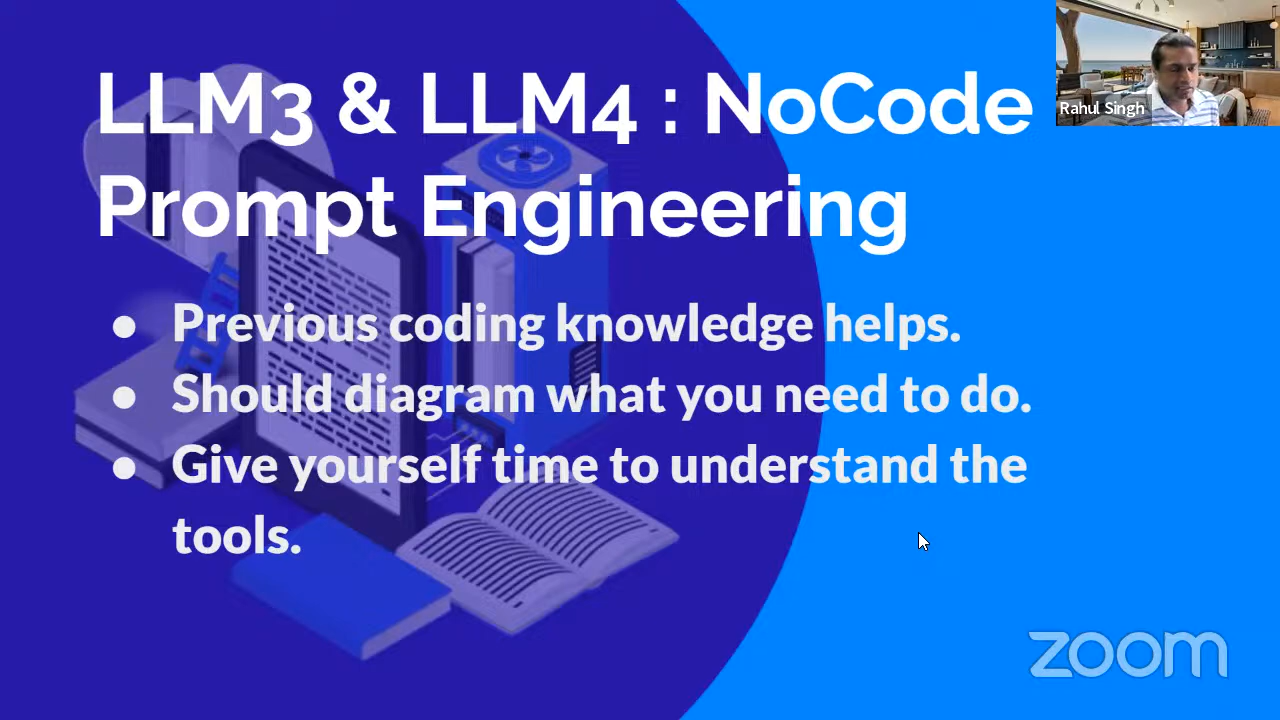 LLM3 & LLM4 : NoCode
Prompt Engineering
Rahul Singh
● Previous coding knowledge helps.
● Should diagram what you need to do.
● Give yourself time to understand the
tools.
zoom